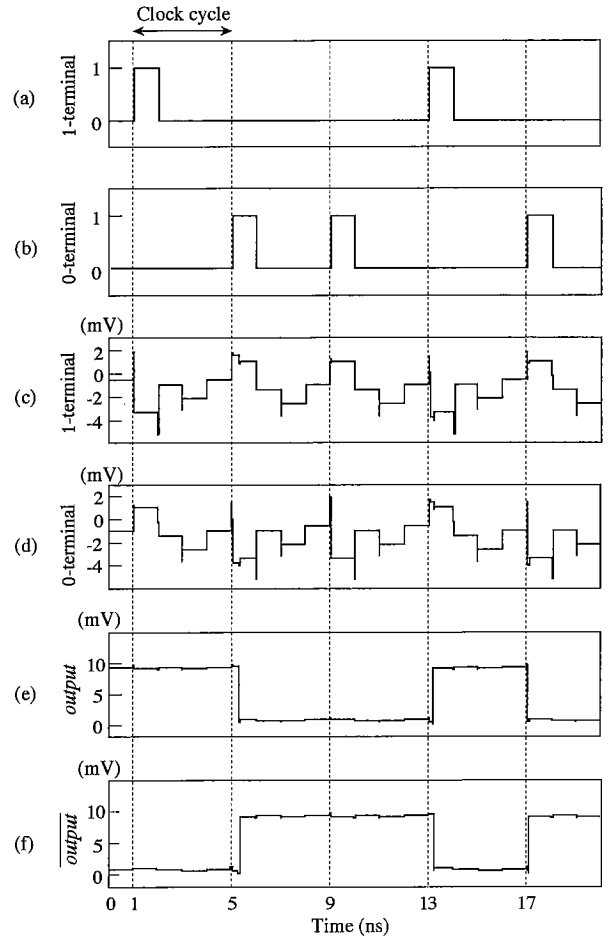 Clock cycle
(a)
1-terminal
1
0
(b)
0-terminal
1
0
(mV)
(c)
1-terminal
2
0
-2
-4
(mV)
(d)
0-terminal
2
0
-2
-4
(mV)
(e)
output
10
5
0
(mV)
(f)
output
10
5
0
0 1 5 9 13 17
Time (ns)